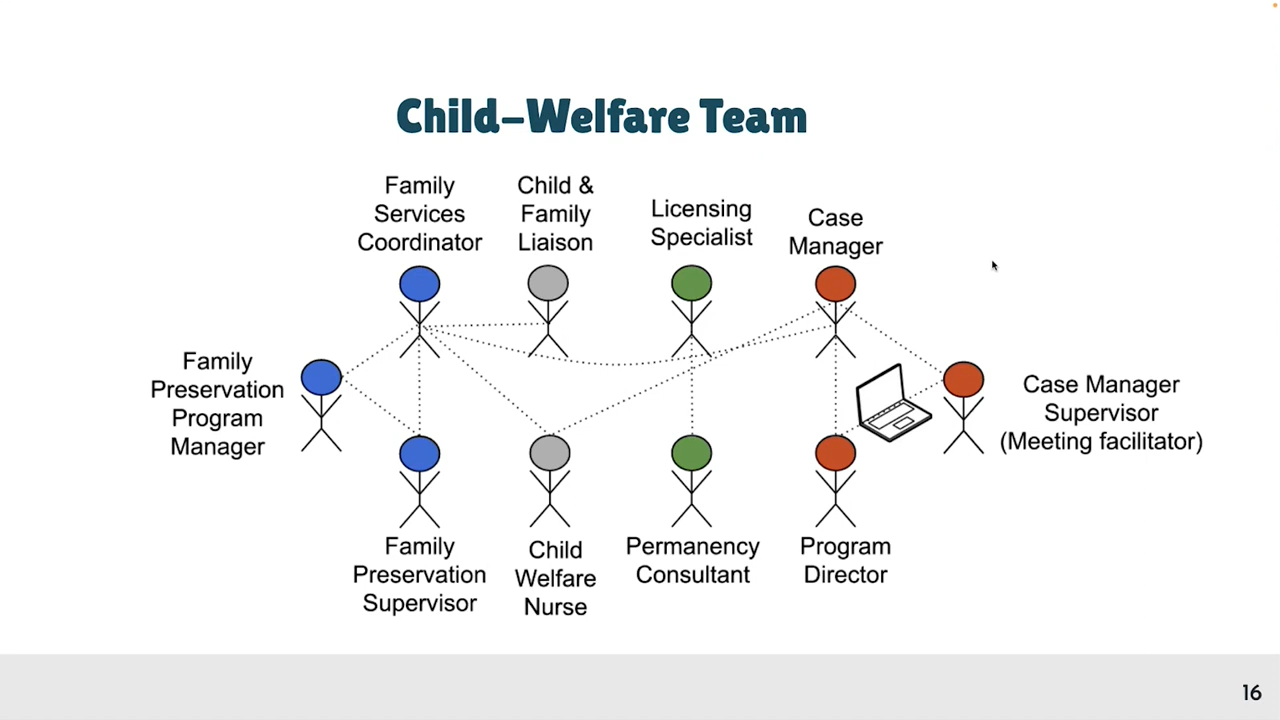 Child-Welfare Team
Family
Services
Coordinator
Child &
Family
Liaison
Licensing
Specialist
Case
Manager
Family
Preservation
Program
Manager
Case Manager
Supervisor
(Meeting facilitator)
Family
Preservation
Supervisor
Child
Welfare
Nurse
Permanency
Consultant
Program
Director
16